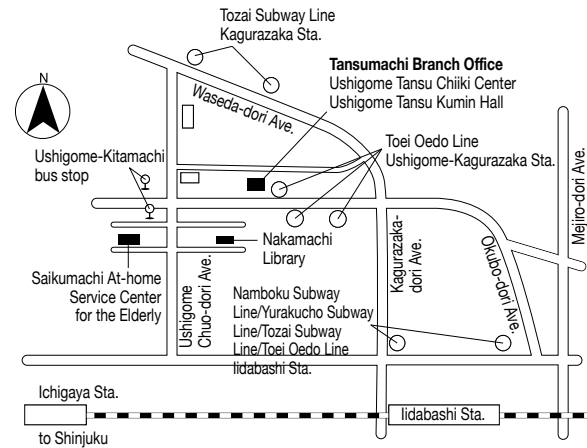 Tozai Subway Line
Kagurazaka Sta.
N
Waseda-dori Ave.
Tansumachi Branch Office
Ushigome Tansu Chiiki Center
Ushigome Tansu Kumin Hall
Toei Oedo Line
Ushigome-Kagurazaka Sta.
Ushigome-Kitamachi
bus stop
Mejiro-dori Ave.
Nakamachi
Library
Saikumachi At-home
Service Center
for the Elderly
Ushigome
Chuo-dori Ave.
Kagurazaka-
dori Ave.
Okubo-dori Ave.
Namboku Subway
Line/Yurakucho Subway
Line/Tozai Subway
Line/Toei Oedo Line
Iidabashi Sta.
Ichigaya Sta.
to Shinjuku
Iidabashi Sta.